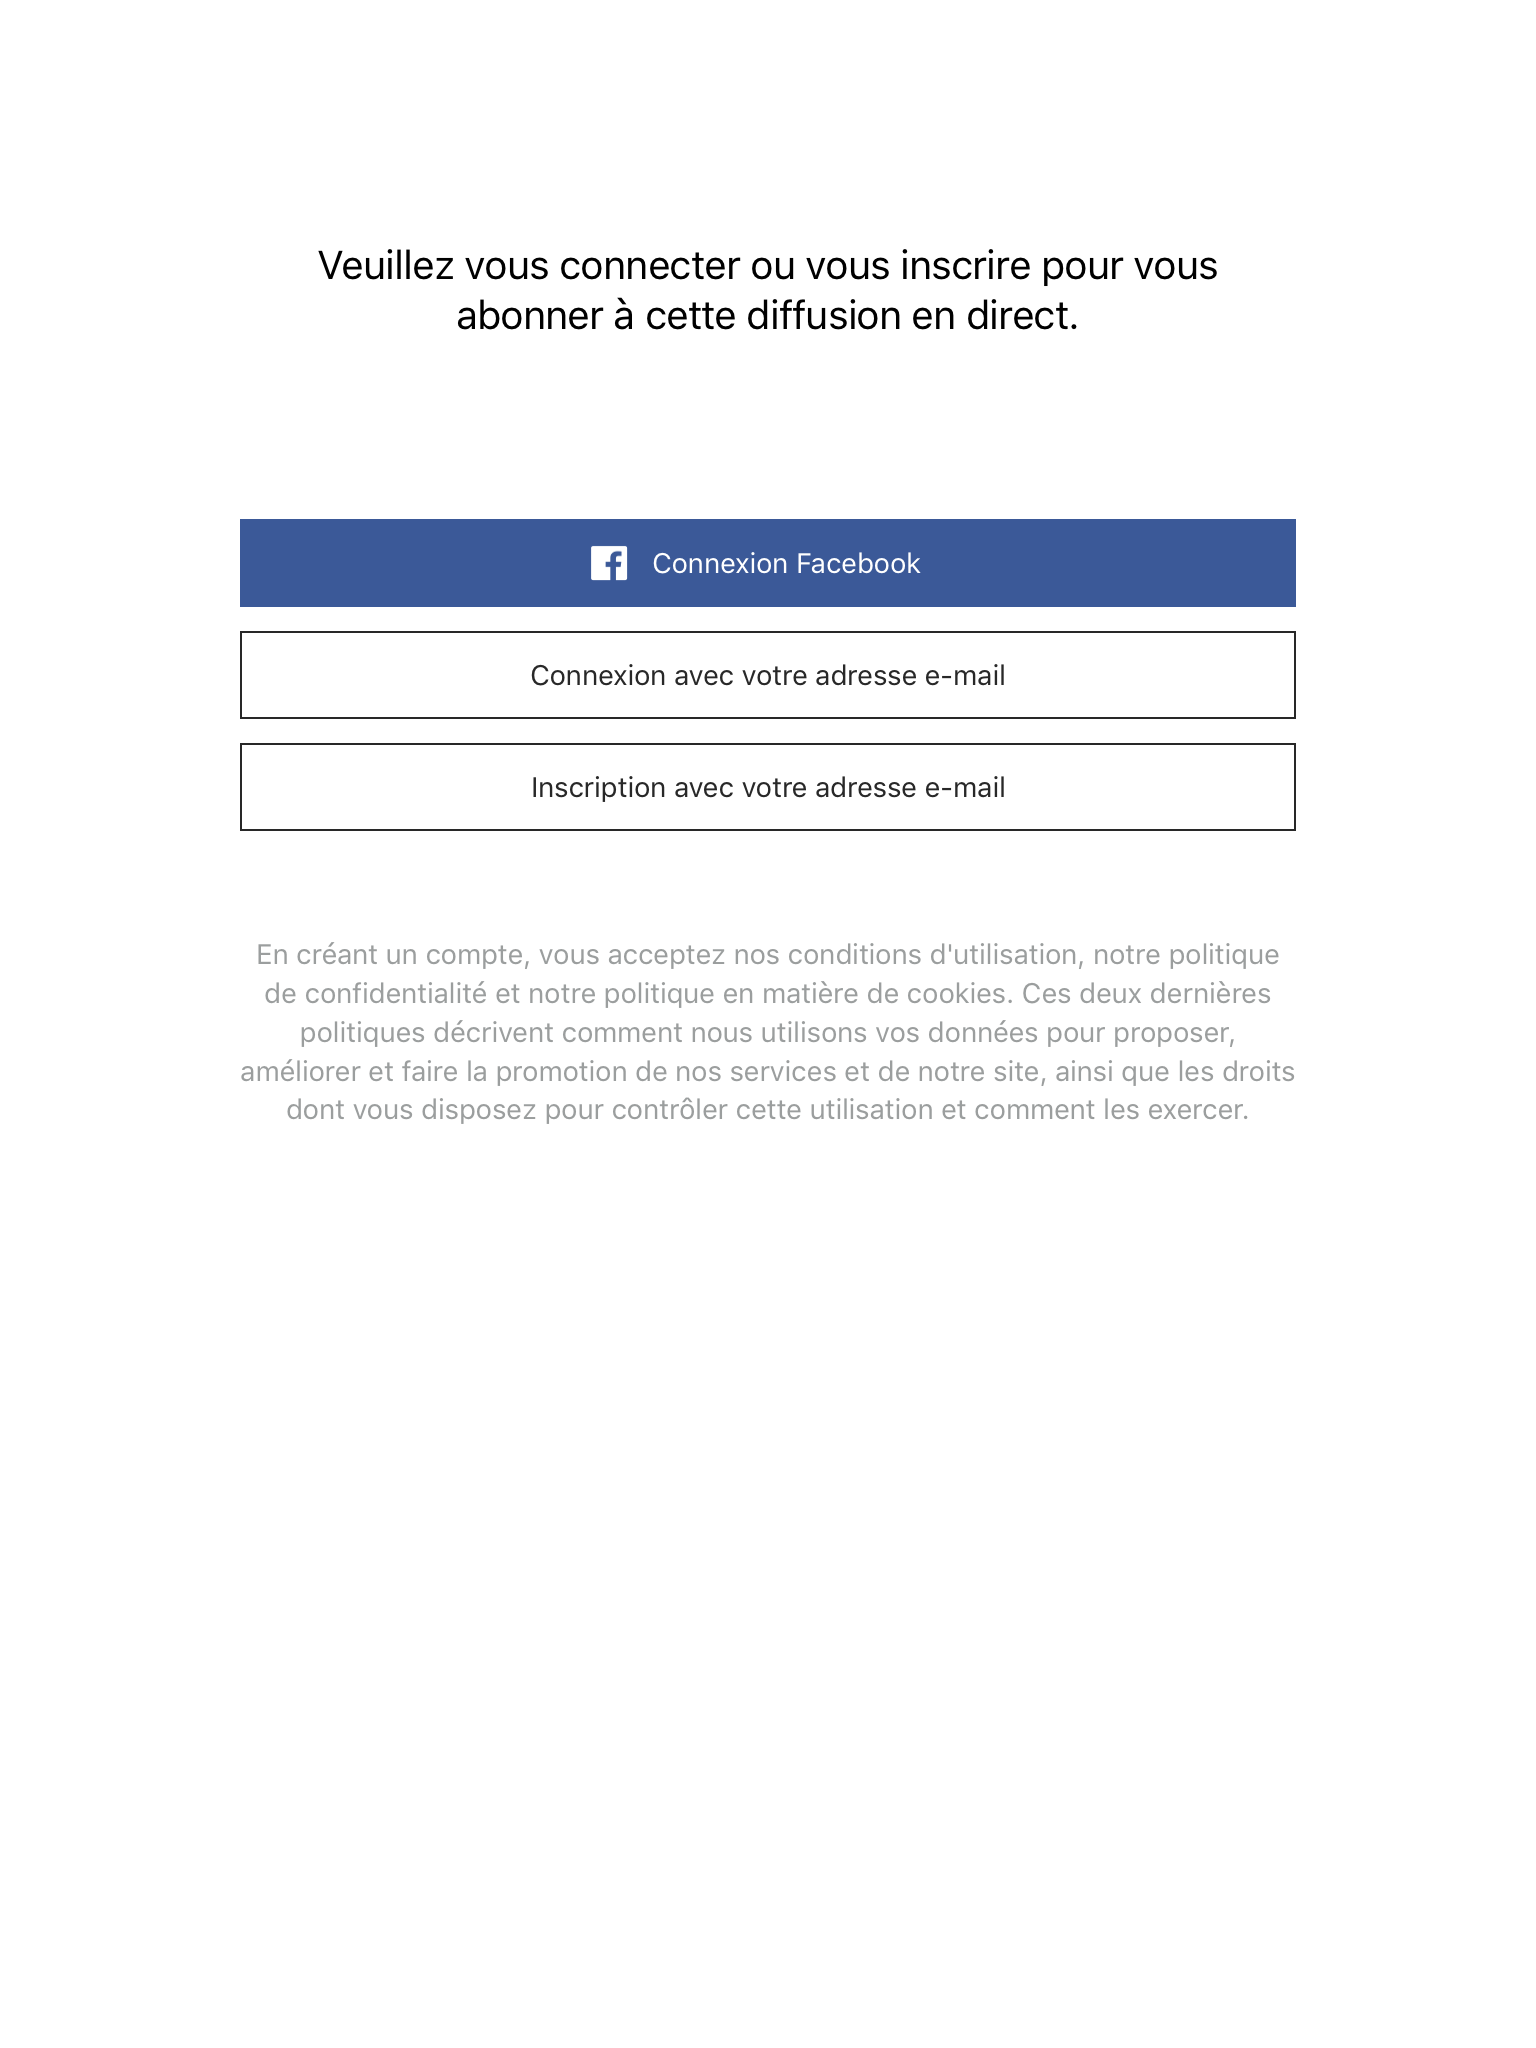 Veuillez vous connecter ou vous inscrire pour vous
abonner à cette diffusion en direct.
Connexion Facebook
Connexion avec votre adresse e-mail
Inscription avec votre adresse e-mail
En créant un compte, vous acceptez nos conditions d'utilisation, notre politique
de confidentialité et notre politique en matière de cookies. Ces deux dernières
politiques décrivent comment nous utilisons vos données pour proposer,
améliorer et faire la promotion de nos services et de notre site, ainsi que les droits
dont vous disposez pour contrôler cette utilisation et comment les exercer.